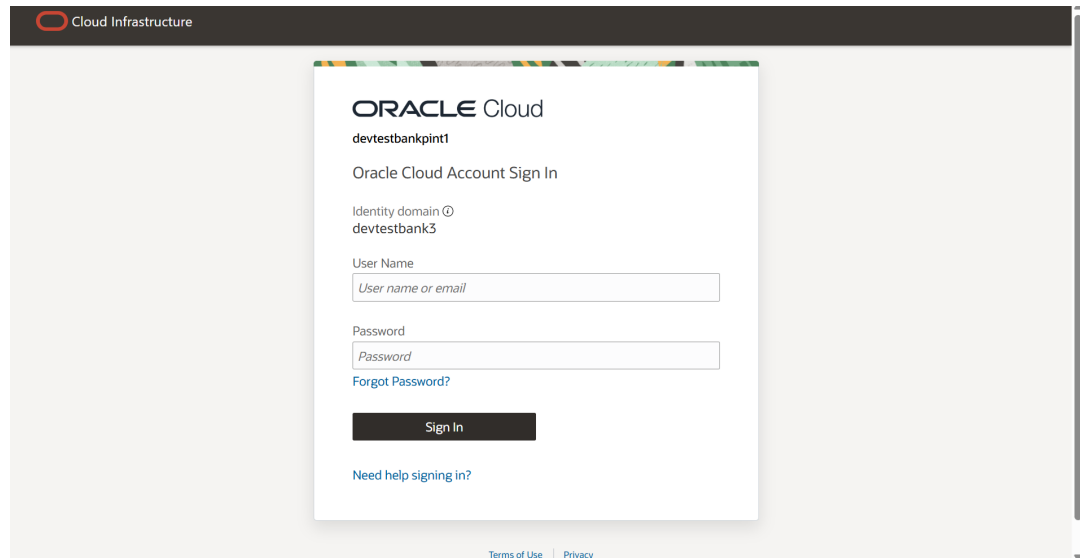 Cloud Infrastructure
ORACLE Cloud
devtestbankpint1
Oracle Cloud Account Sign In
Identity domain
devtestbank3
User Name
User name or email
Password
Password
Forgot Password?
Sign In
Need help signing in?
Terms of Use | Privacy